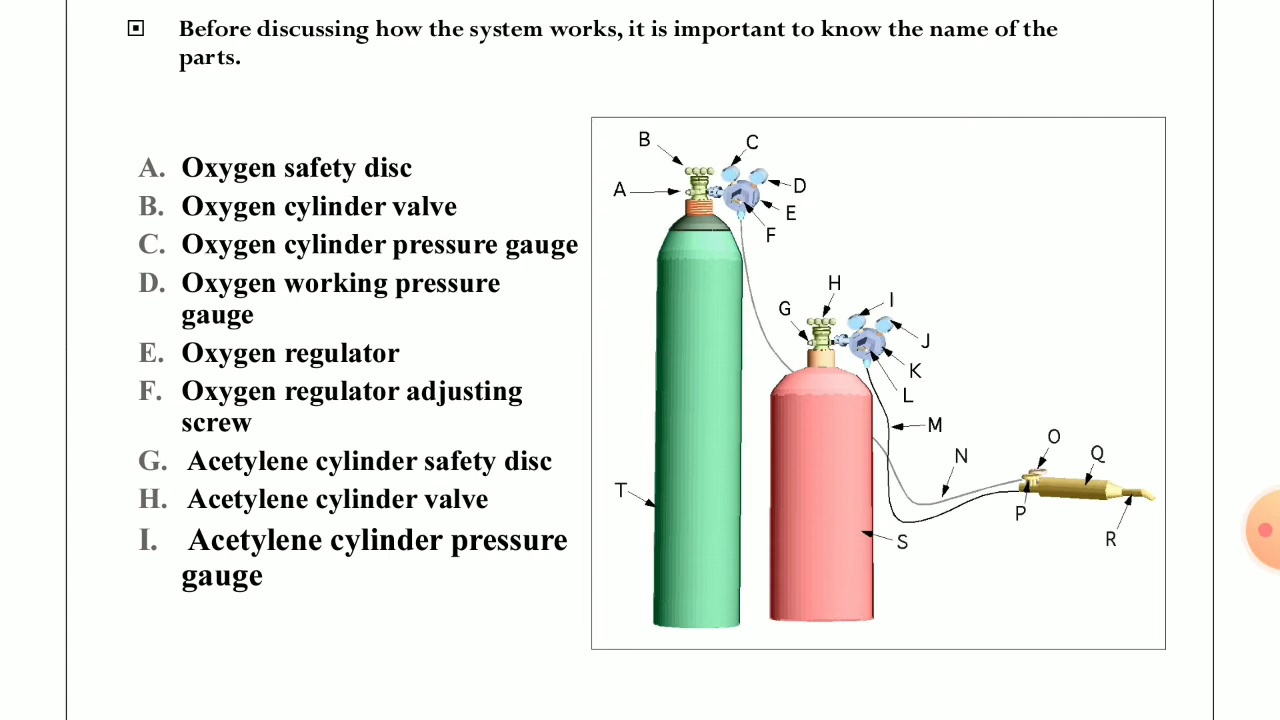 Before discussing how the system works, it is important to know the name of the
parts.
A. Oxygen safety disc
B. Oxygen cylinder valve
C. Oxygen cylinder pressure gauge
D. Oxygen working pressure
gauge
E. Oxygen regulator
F. Oxygen regulator adjusting
screw
G. Acetylene cylinder safety disc
H. Acetylene cylinder valve
I. Acetylene cylinder pressure
gauge
B
C
A
D
E
F
H
G
I
J
K
L
M
N
O
Q
T
P
S
R